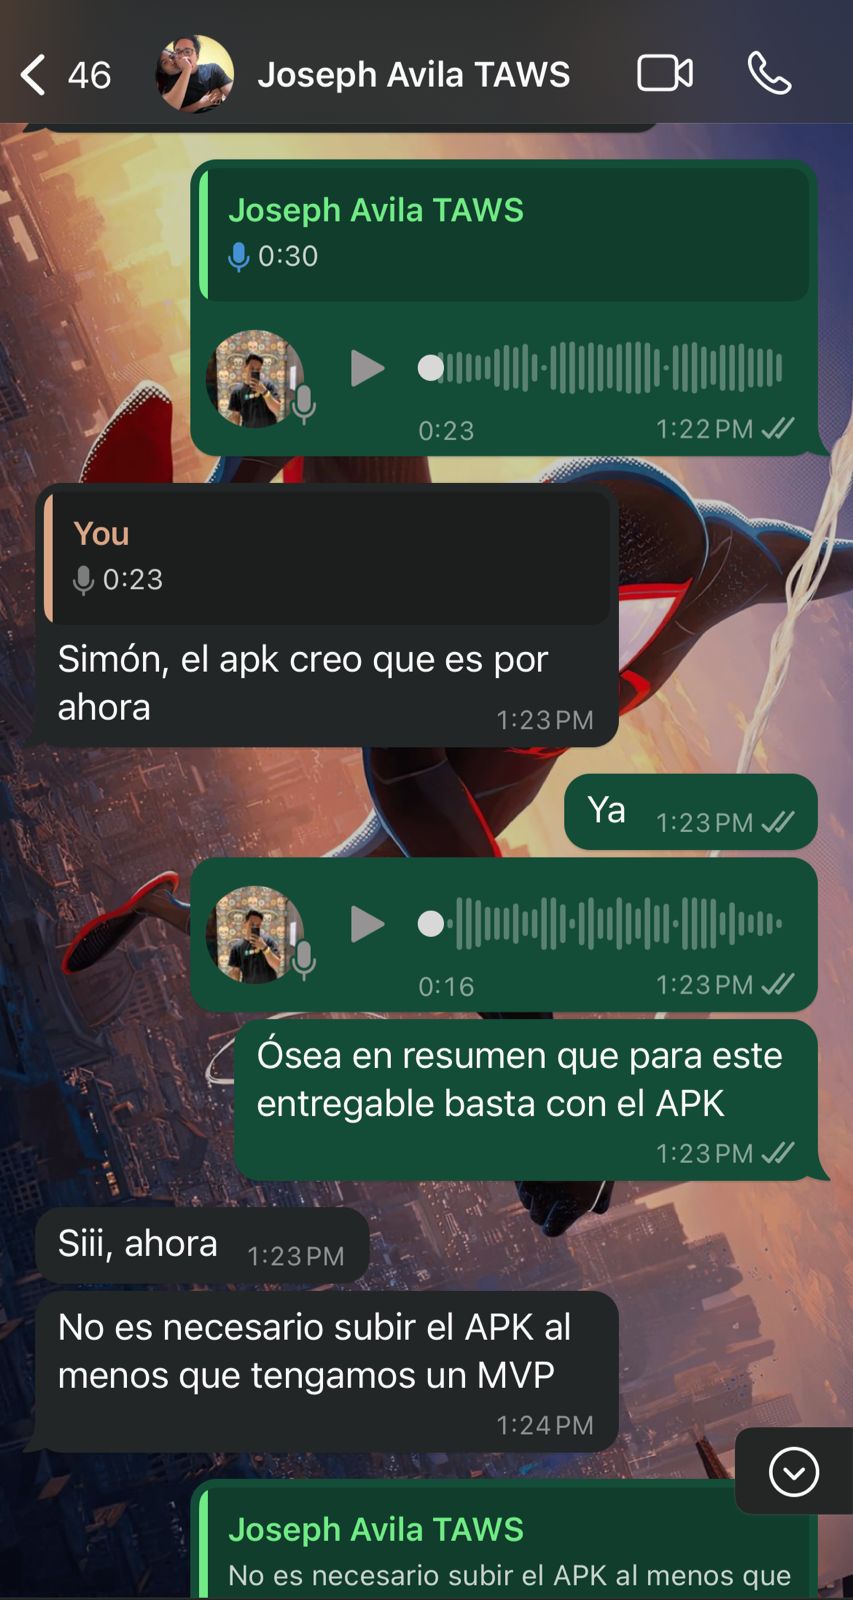 46
Joseph Avila TAWS
Joseph Avila TAWS
0:30
0:23
1:22 PM
You
0:23
Simón, el apk creo que es por
ahora
1:23 PM
Ya
1:23 PM
0:16
1:23 PM
Ósea en resumen que para este
entregable basta con el APK
1:23 PM
Siii, ahora
1:23 PM
No es necesario subir el APK al
menos que tengamos un MVP
1:24 PM
Joseph Avila TAWS
No es necesario subir el APK al menos que